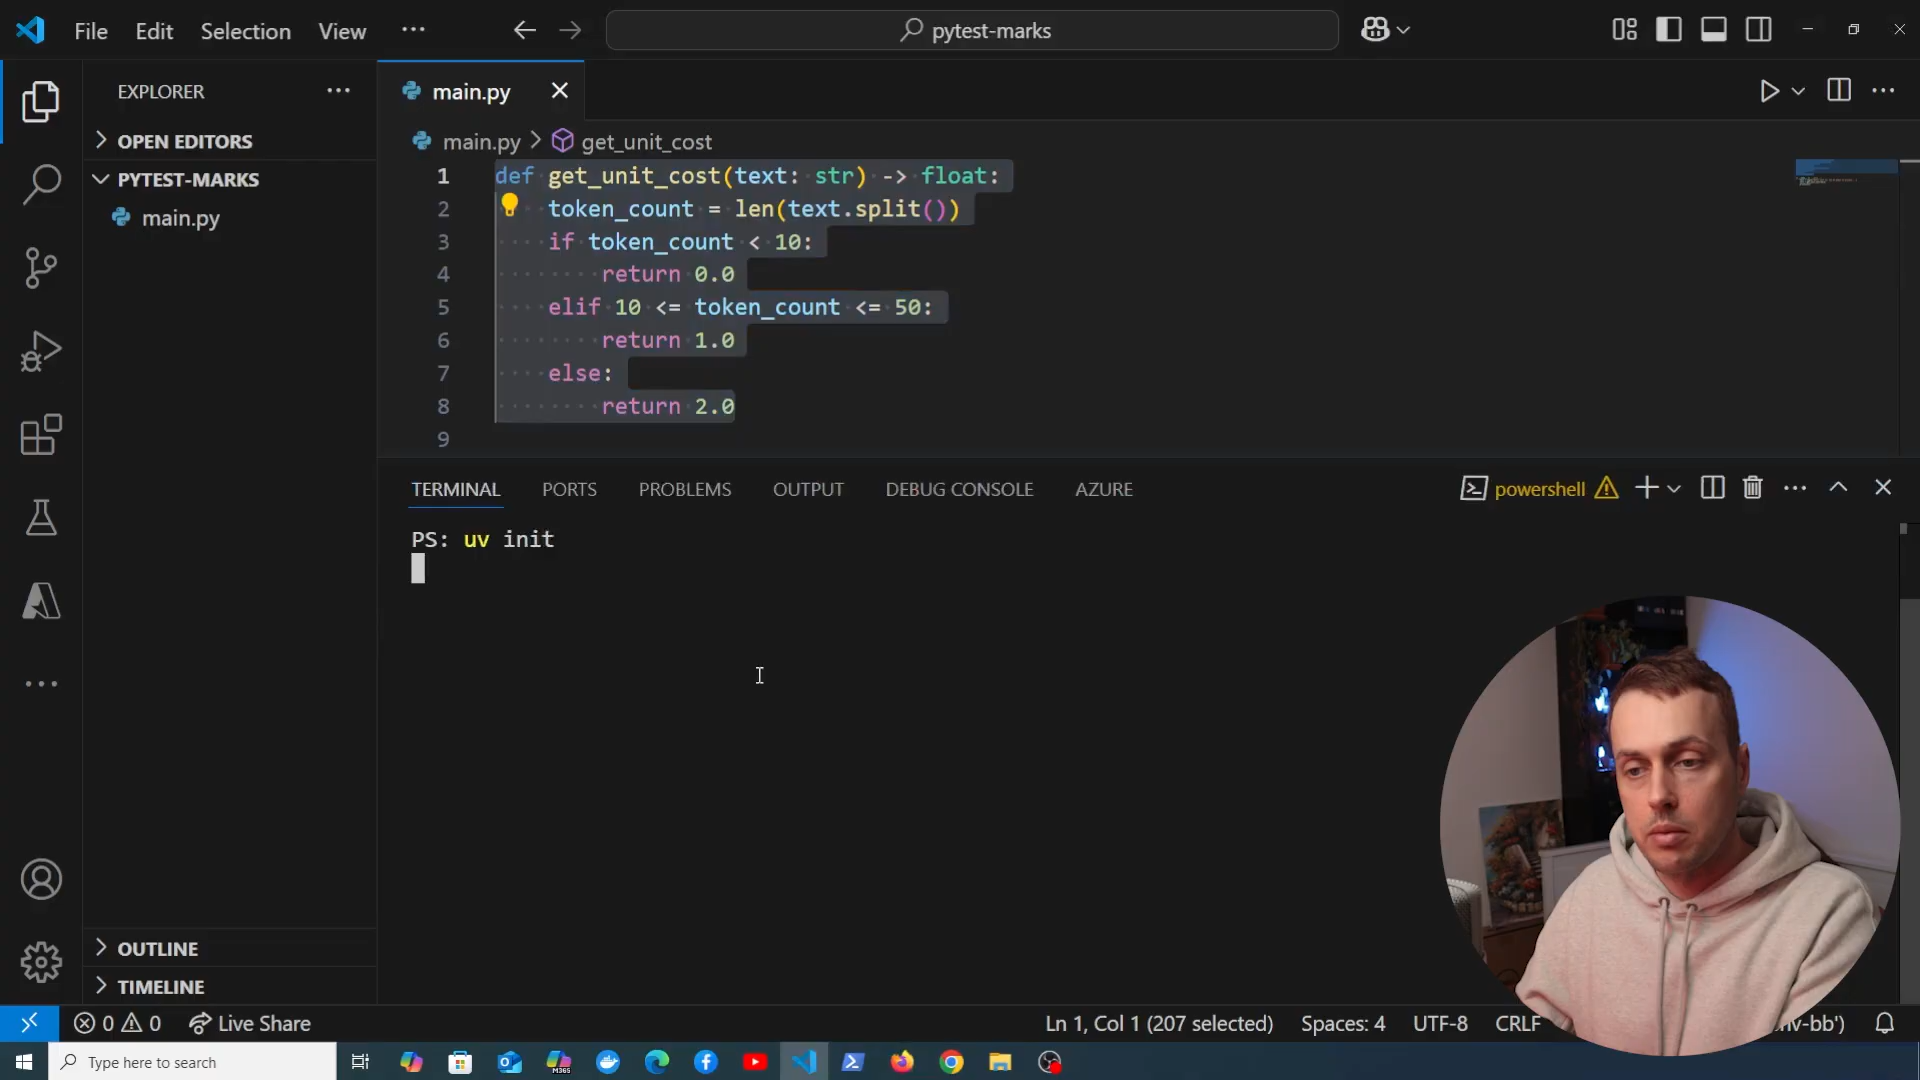 File Edit Selection View ··· pytest-marks
EXPLORER
OPEN EDITORS
PYTEST-MARKS
main.py
main.py
main.py > get_unit_cost
1 def get_unit_cost(text: str) -> float:
2 token_count = len(text.split())
3 if token_count < 10:
4 return 0.0
5 elif 10 <= token_count <= 50:
6 return 1.0
7 else:
8 return 2.0
9
TERMINAL PORTS PROBLEMS OUTPUT DEBUG CONSOLE AZURE powershell
PS: uv init
OUTLINE
TIMELINE
0 0 Live Share Ln 1, Col 1 (207 selected) Spaces: 4 UTF-8 CRLF nv-bb')
Type here to search
M365